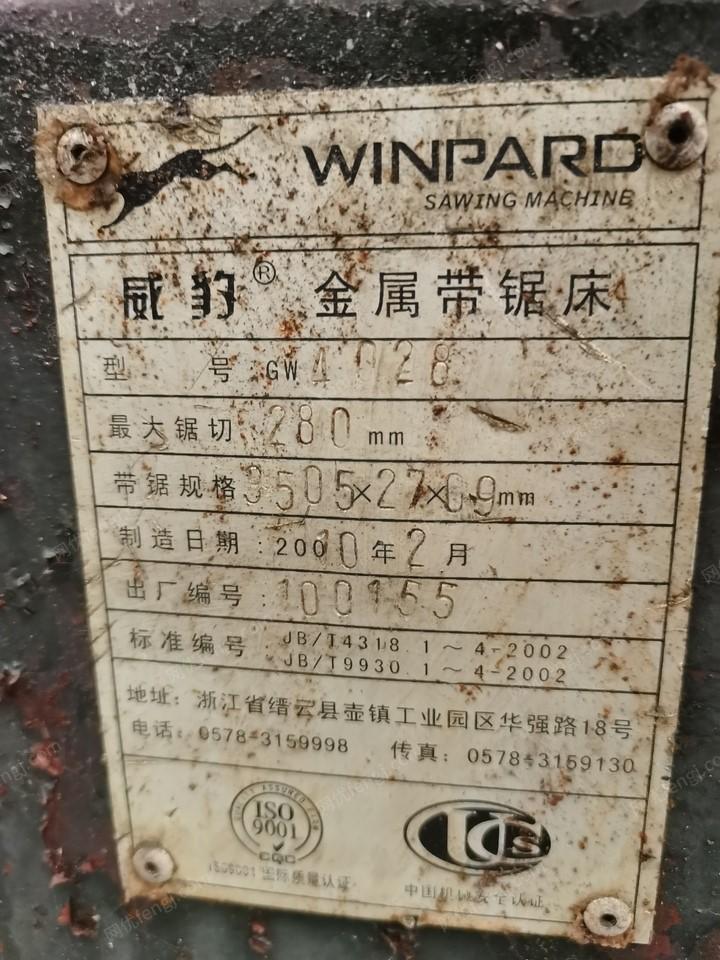 WINPARD
SAWING MACHINE
威豹® 金属带锯床
型 号 GW 4028
最大锯切 280 mm
带锯规格 3505×27×09mm
制造日期:20010年2月
出厂编号:100155
标准编号:JB/T4318.1～4-2002
JB/T9930.1～4-2002
地址:浙江省缙云县壶镇工业园区华强路18号
电话:0578-3159998 传真:0578-3159130
ISO
9001
CQC
ISO9001 国际质量认证
中国机械安全认证